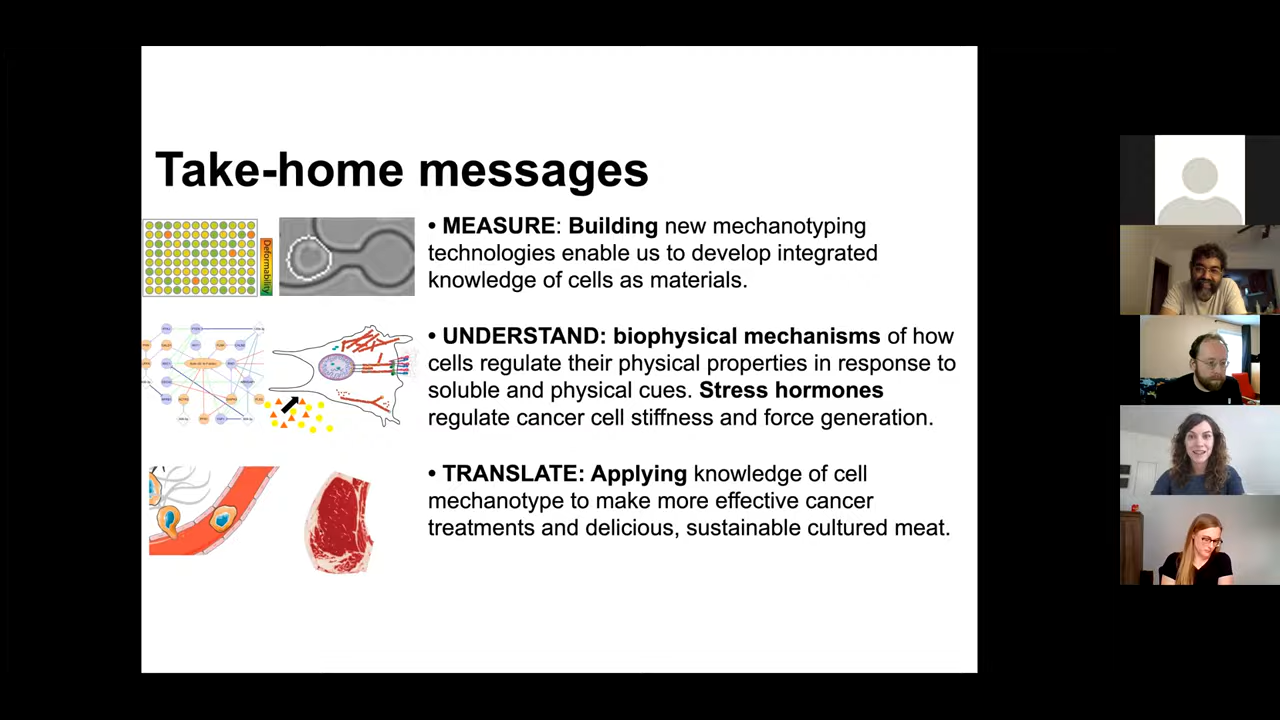 Take-home messages
• MEASURE: Building new mechanotyping
technologies enable us to develop integrated
knowledge of cells as materials.
Deformability
• UNDERSTAND: biophysical mechanisms of how
cells regulate their physical properties in response to
soluble and physical cues. Stress hormones
regulate cancer cell stiffness and force generation.
• TRANSLATE: Applying knowledge of cell
mechanotype to make more effective cancer
treatments and delicious, sustainable cultured meat.